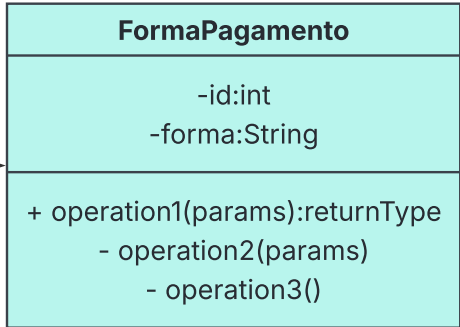 FormaPagamento
-id:int
-forma:String
+ operation1(params):returnType
- operation2(params)
- operation3()